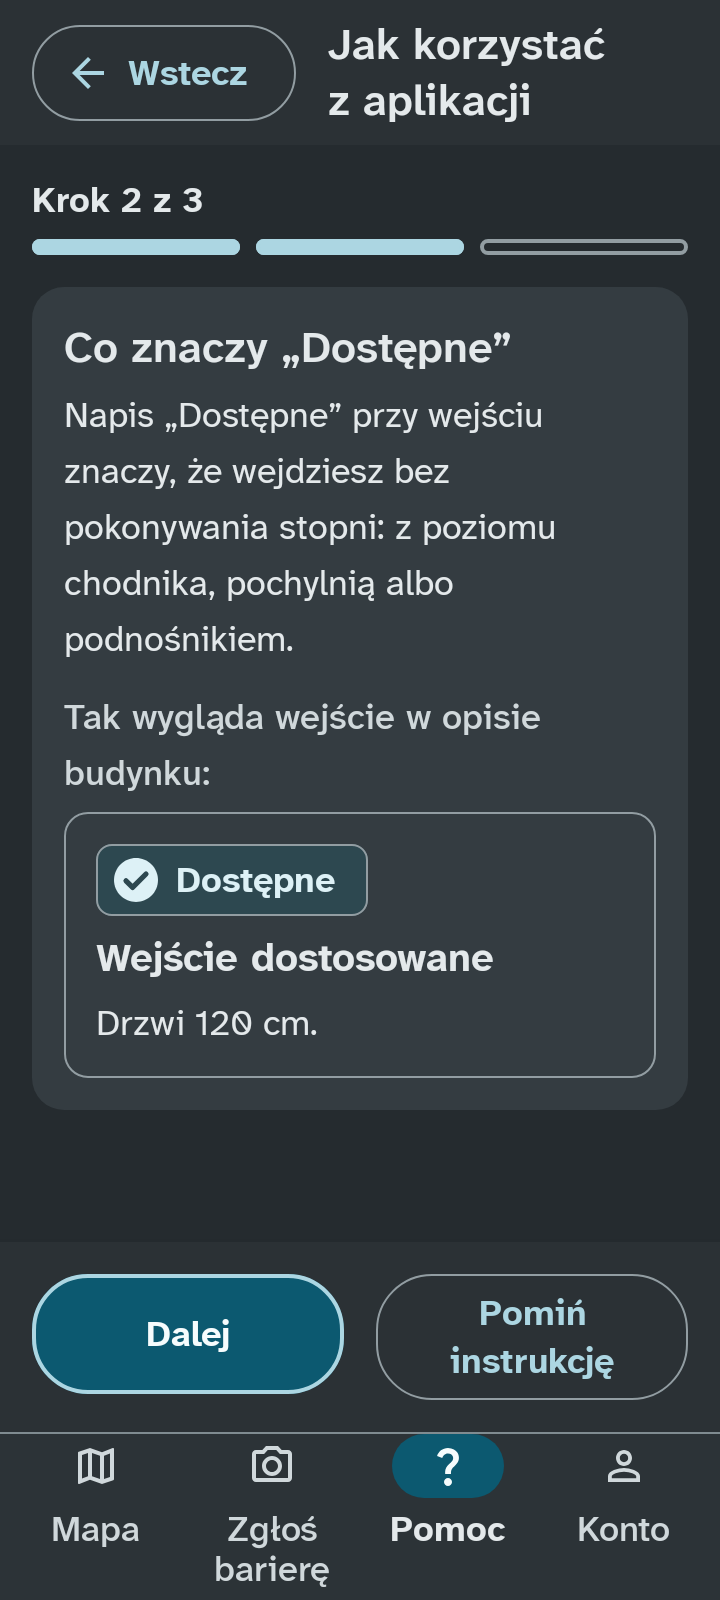 Wstecz
Jak korzystać
z aplikacji
Krok 2 z 3
Co znaczy „Dostępne”
Napis „Dostępne” przy wejściu
znaczy, że wejdziesz bez
pokonywania stopni: z poziomu
chodnika, pochylnią albo
podnośnikiem.
Tak wygląda wejście w opisie
budynku:
Dostępne
Wejście dostosowane
Drzwi 120 cm.
Dalej
Pomiń
instrukcję
Mapa
Zgłoś
barierę
Pomoc
Konto